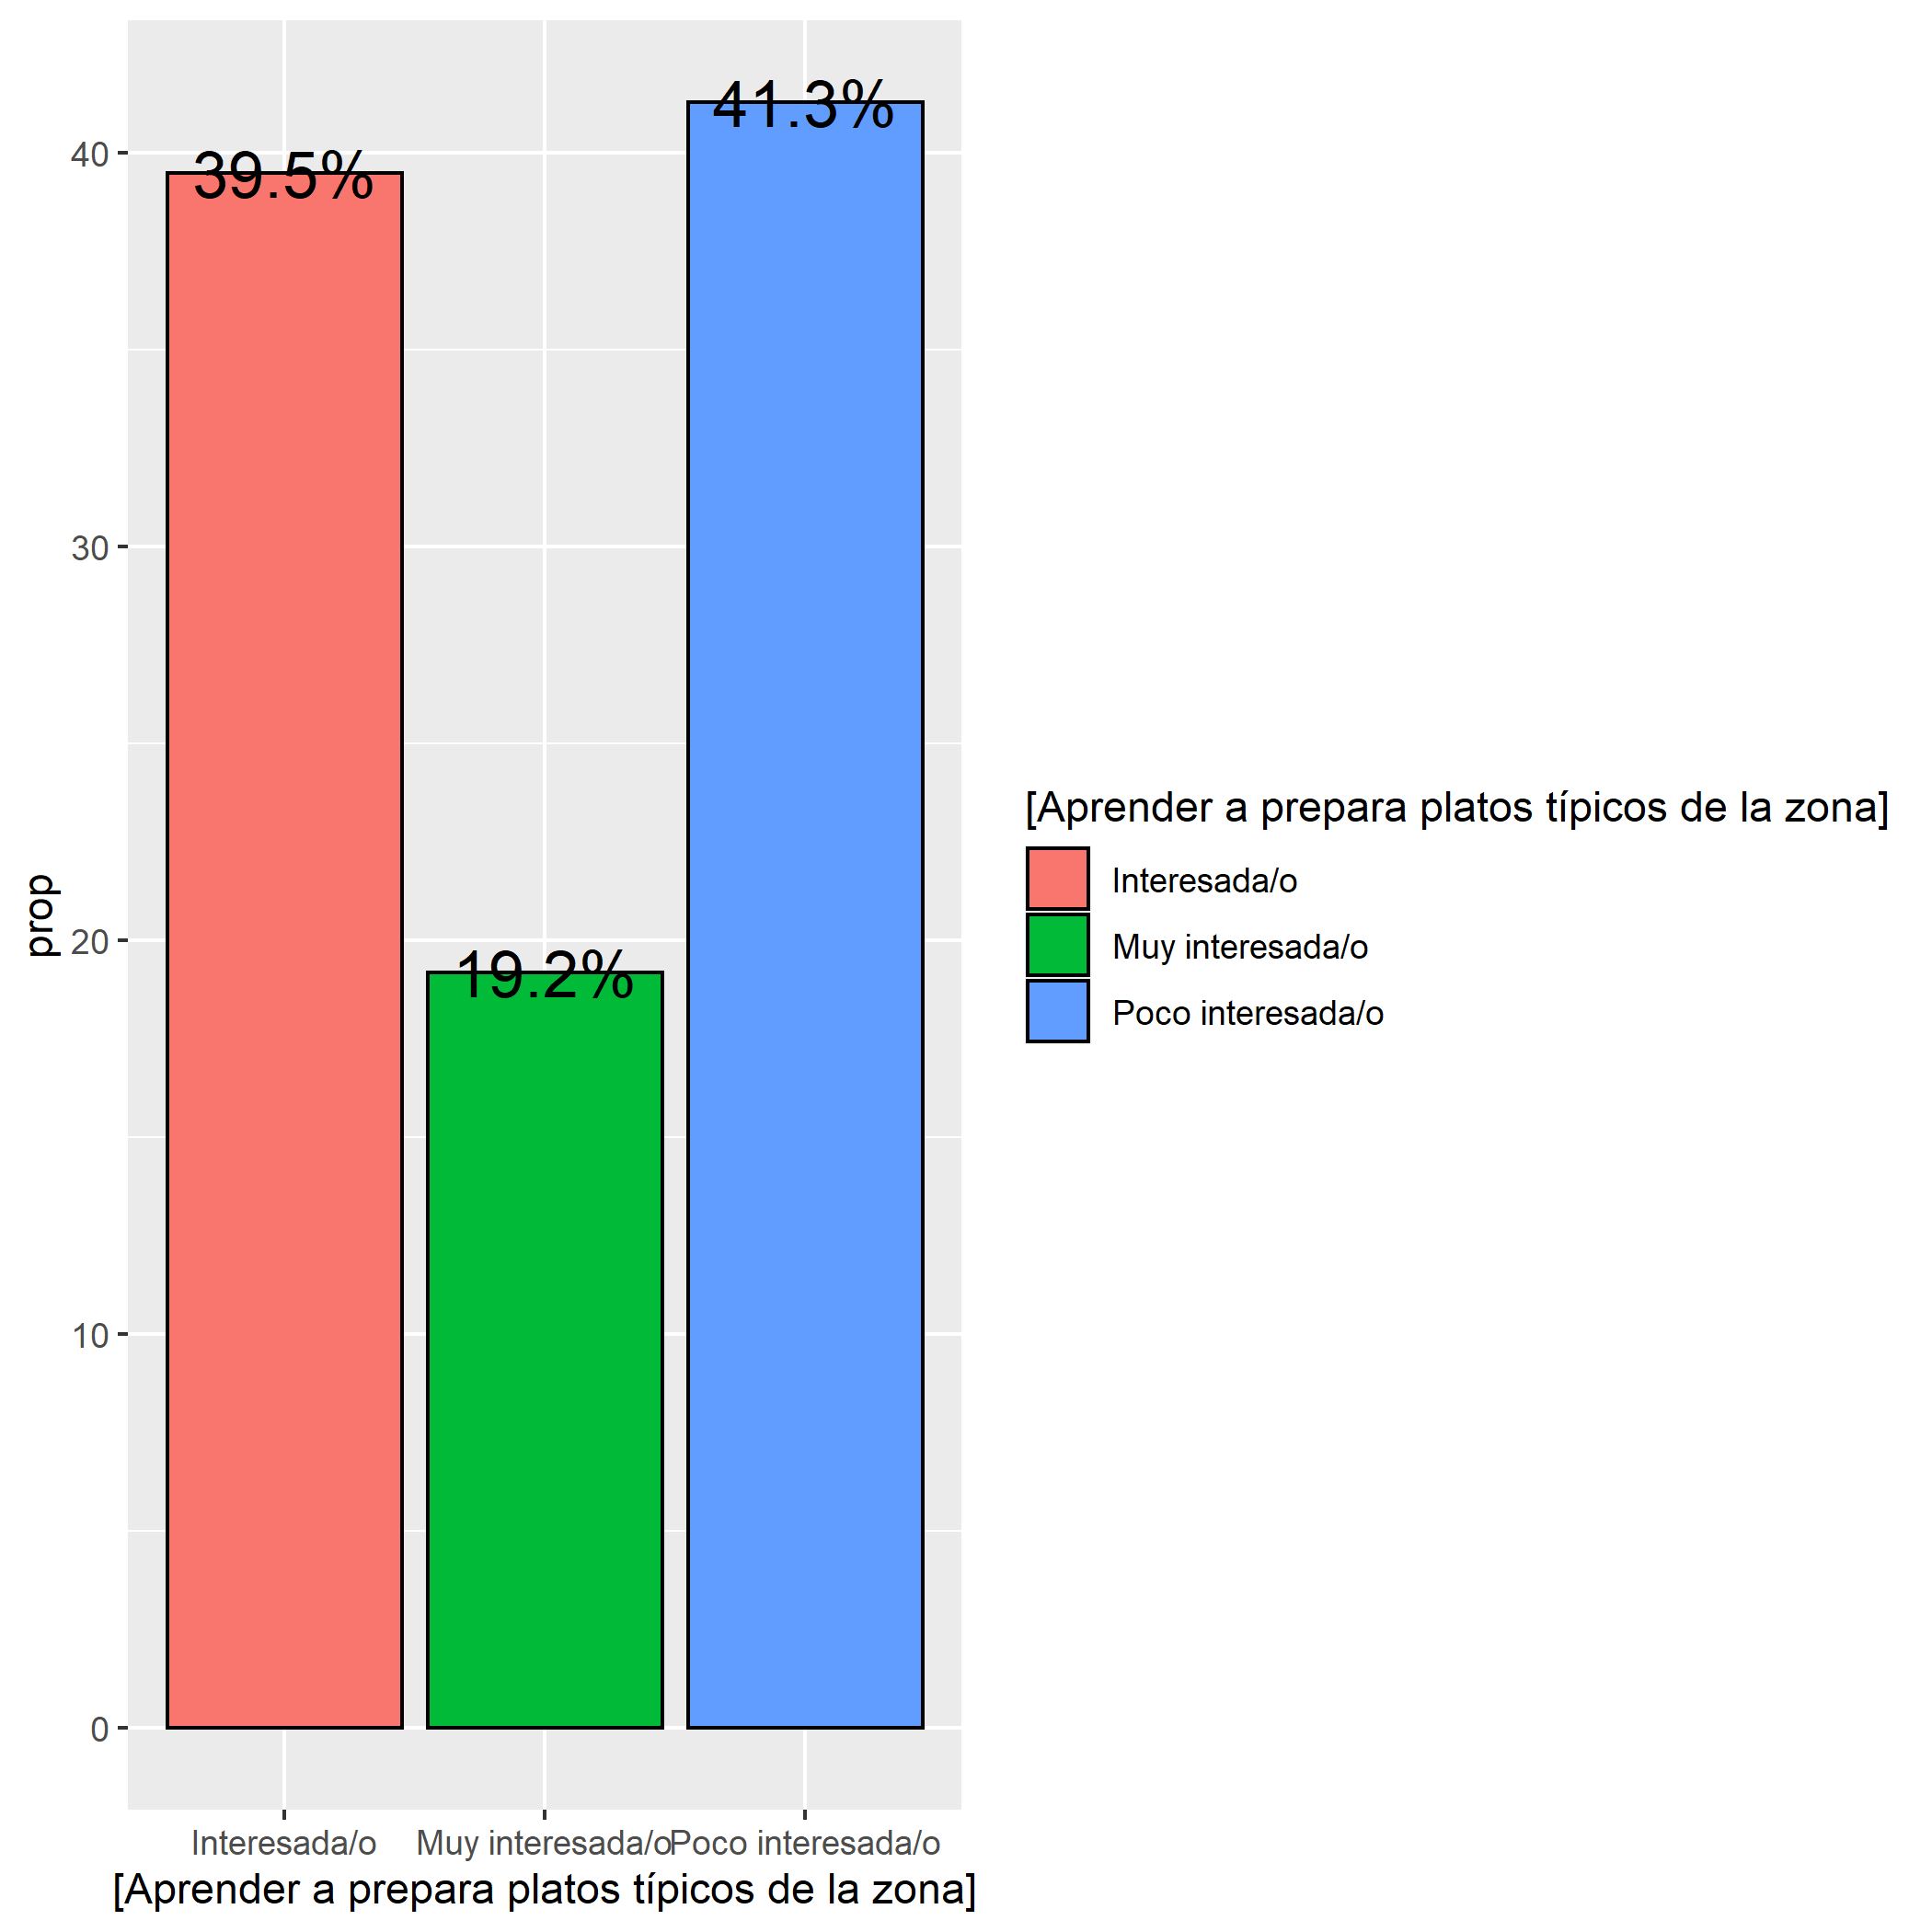 41.3%
40
39.5%
30
prop
20
19.2%
10
0
Interesada/o
Muy interesada/o
Poco interesada/o
[Aprender a prepara platos típicos de la zona]
[Aprender a prepara platos típicos de la zona]
Interesada/o
Muy interesada/o
Poco interesada/o